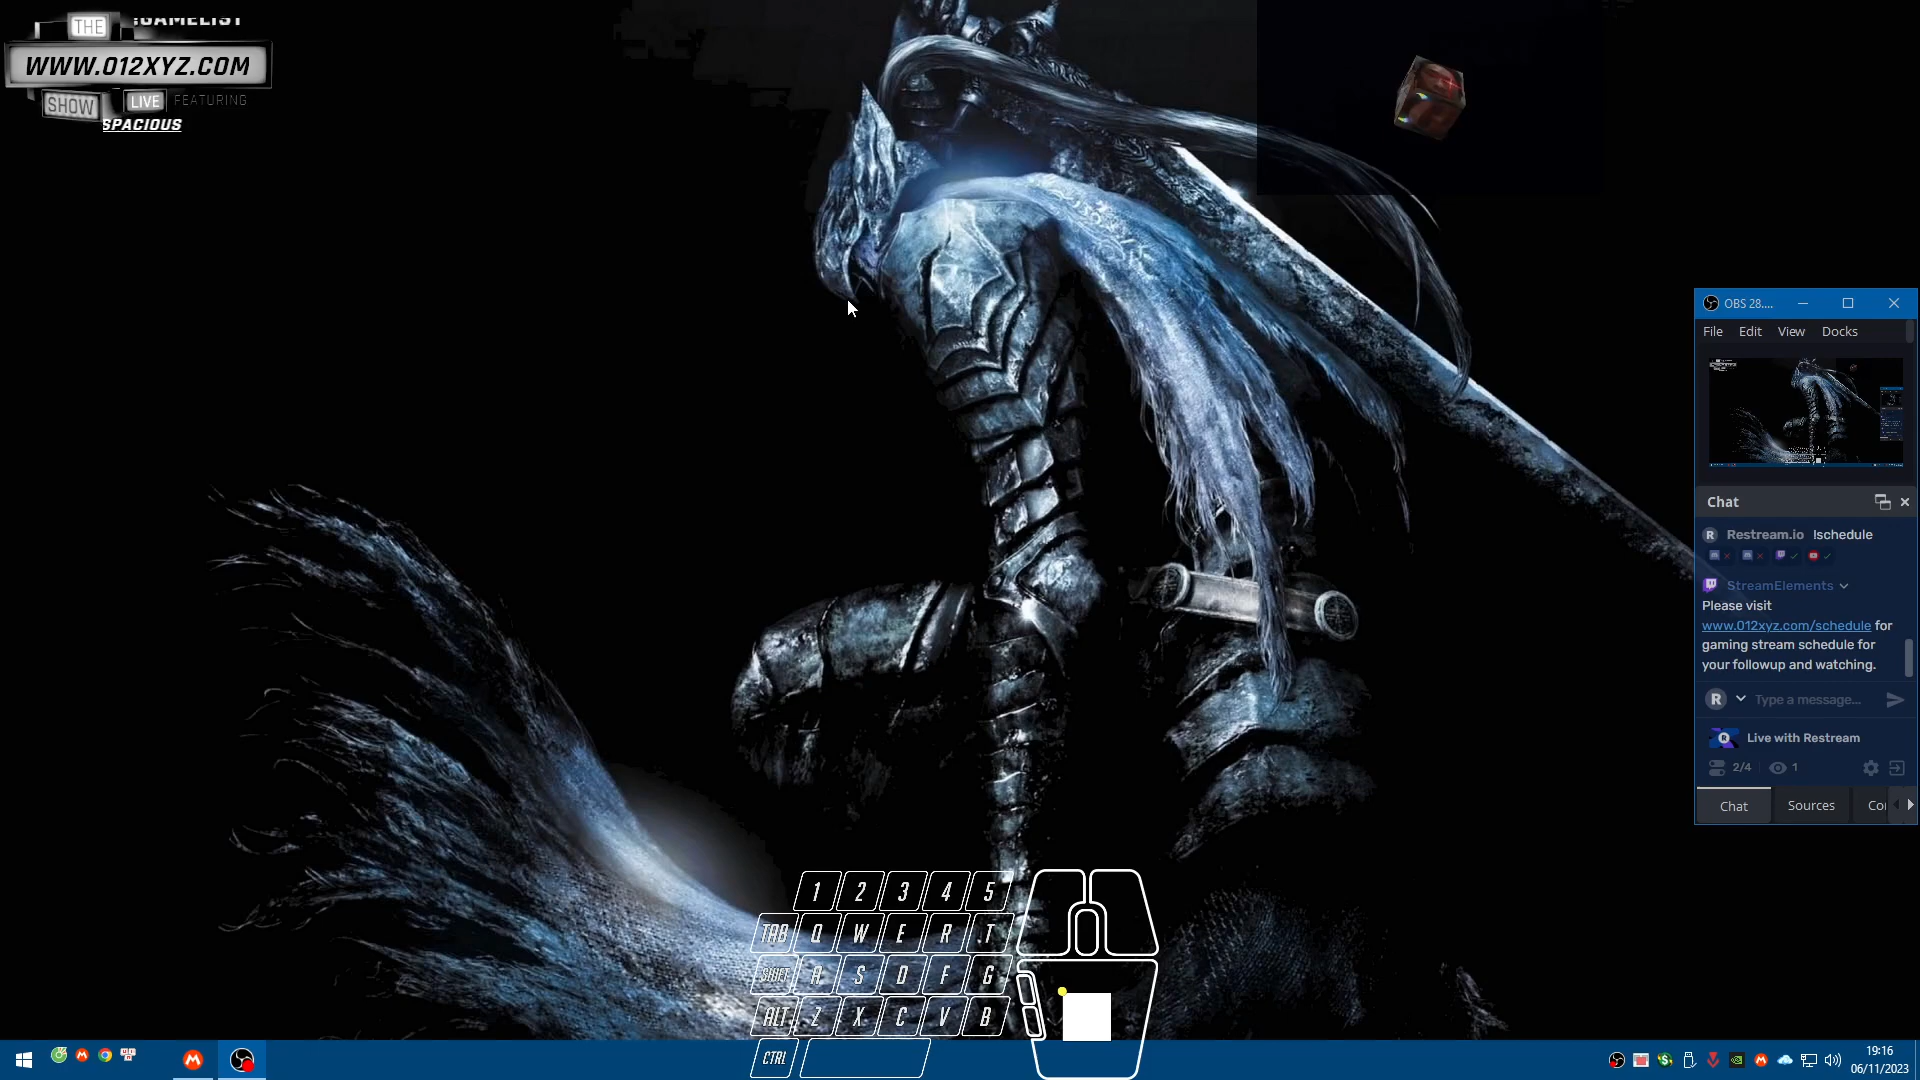 THE
!GAMELIST
WWW.012XYZ.COM
SHOW LIVE FEATURING
SPACIOUS
OBS 28....
File Edit View Docks
Chat
R Restream.io !schedule
StreamElements
Please visit
www.012xyz.com/schedule for
gaming stream schedule for
your followup and watching.
R Type a message...
R Live with Restream
2/4 1
Chat Sources Co
1 2 3 4 5
TAB Q W E R T
SHIFT A S D F G
ALT Z X C V B
CTRL
19:16
06/11/2023